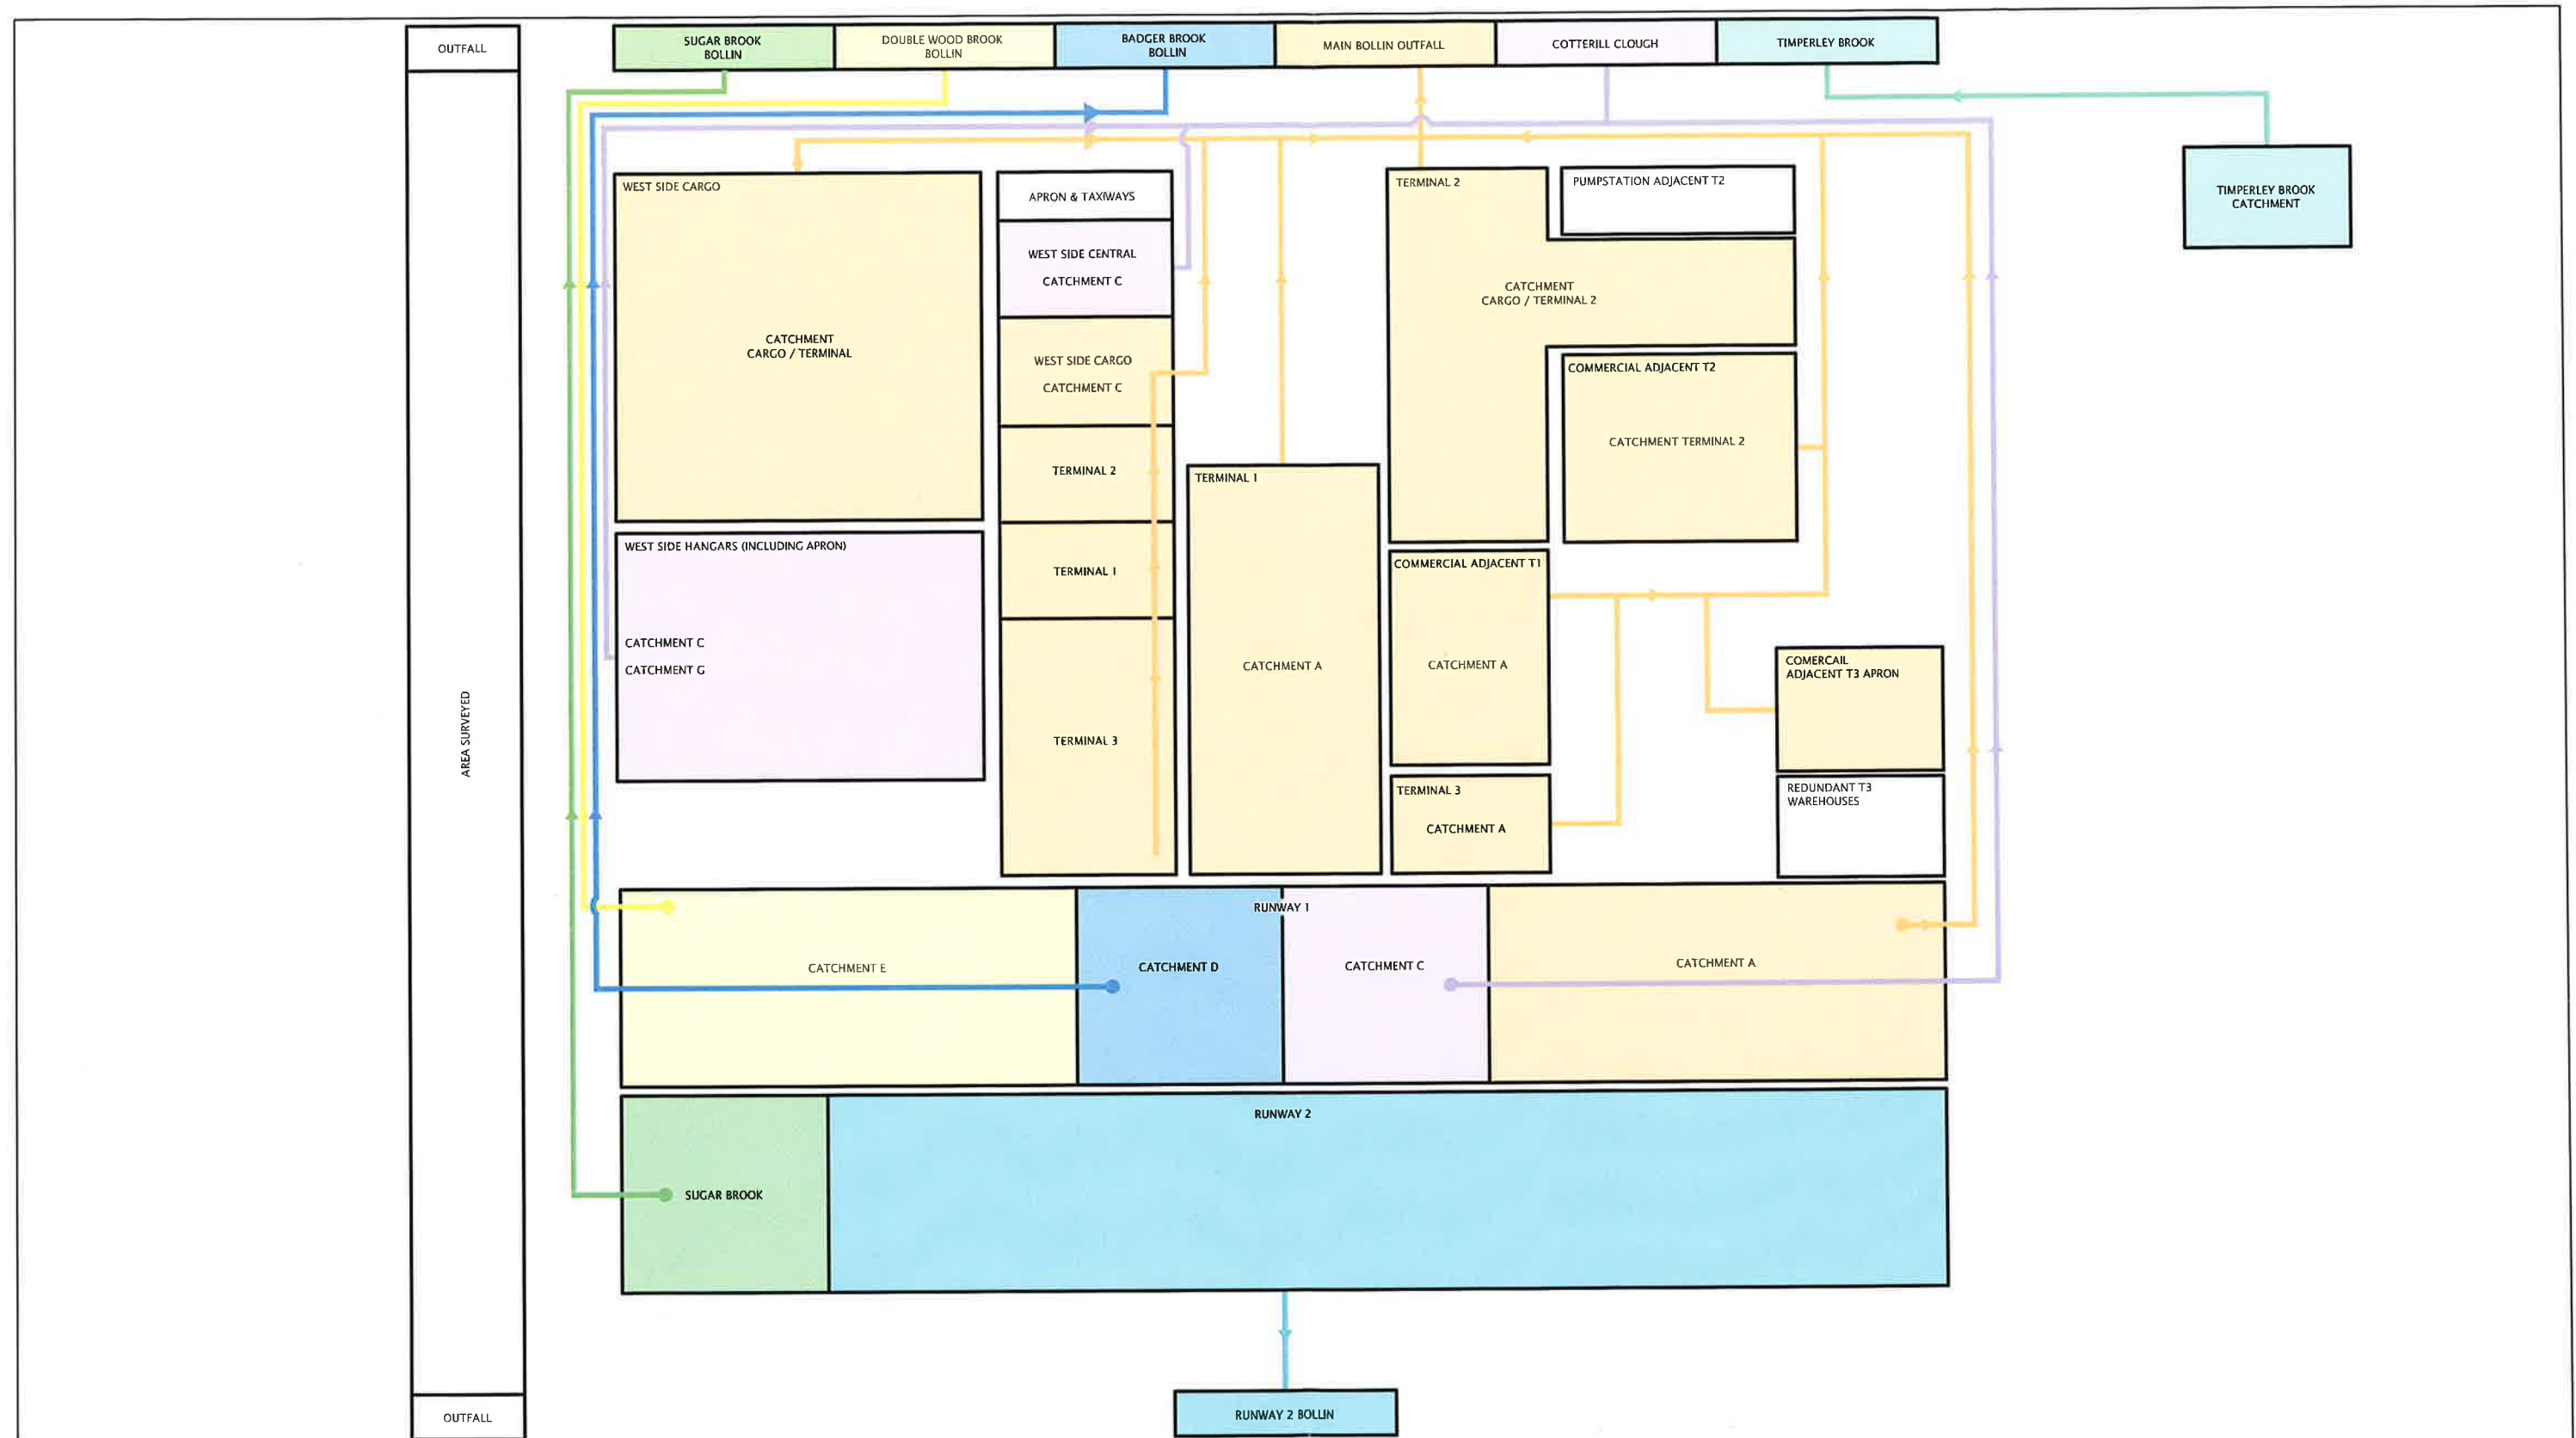 OUTFALL
SUGAR BROOK
BOLLIN
DOUBLE WOOD BROOK
BOLLIN
BADGER BROOK
BOLLIN
MAIN BOLLIN OUTFALL
COTTERILL CLOUGH
TIMPERLEY BROOK
TIMPERLEY BROOK
CATCHMENT
AREA SURVEYED
WEST SIDE CARGO
CATCHMENT
CARGO / TERMINAL
APRON & TAXIWAYS
WEST SIDE CENTRAL
CATCHMENT C
WEST SIDE CARGO
CATCHMENT C
TERMINAL 2
TERMINAL 1
TERMINAL 3
TERMINAL 2
CATCHMENT
CARGO / TERMINAL 2
PUMPSTATION ADJACENT T2
COMMERCIAL ADJACENT T2
CATCHMENT TERMINAL 2
TERMINAL 1
CATCHMENT A
WEST SIDE HANGARS (INCLUDING APRON)
CATCHMENT C
CATCHMENT G
COMMERCIAL ADJACENT T1
CATCHMENT A
COMERCAIL
ADJACENT T3 APRON
TERMINAL 3
CATCHMENT A
REDUNDANT T3
WAREHOUSES
RUNWAY 1
CATCHMENT E
CATCHMENT D
CATCHMENT C
CATCHMENT A
RUNWAY 2
SUGAR BROOK
OUTFALL
RUNWAY 2 BOLLIN